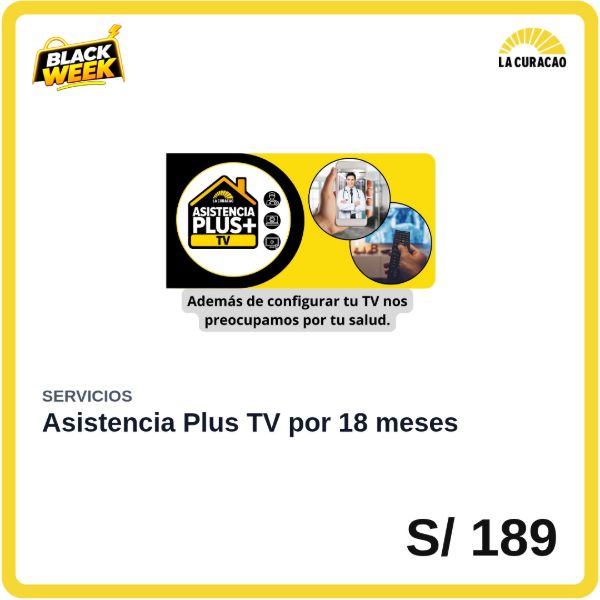 BLACK
WEEK
LA CURACAO
LA CURACAO
ASISTENCIA
PLUS+
TV
Además de configurar tu TV nos
preocupamos por tu salud.
SERVICIOS
Asistencia Plus TV por 18 meses
S/ 189